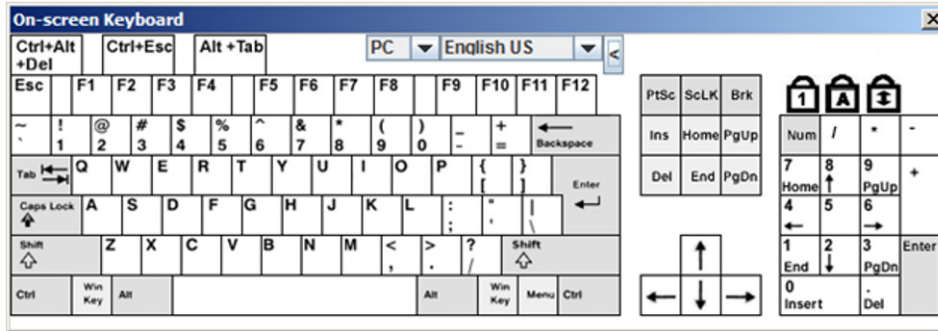 On-screen Keyboard X
Ctrl+Alt Ctrl+Esc Alt +Tab PC English US <
+Del
Esc F1 F2 F3 F4 F5 F6 F7 F8 F9 F10 F11 F12
PtSc ScLK Brk 1 A
~ ! @ # $ % ^ & * ( ) _ +
` 1 2 3 4 5 6 7 8 9 0 - = Backspace
Ins Home PgUp Num / * -
Tab Q W E R T Y U I O P { }
[ ] Enter
Del End PgDn 7 8 9 +
Home PgUp
Caps Lock A S D F G H J K L : " |
; ' \
4 5 6
Shift Z X C V B N M < > ? Shift
, . /
1 2 3 Enter
End PgDn
Ctrl Win Key Alt Alt Win Key Menu Ctrl
0 .
Insert Del